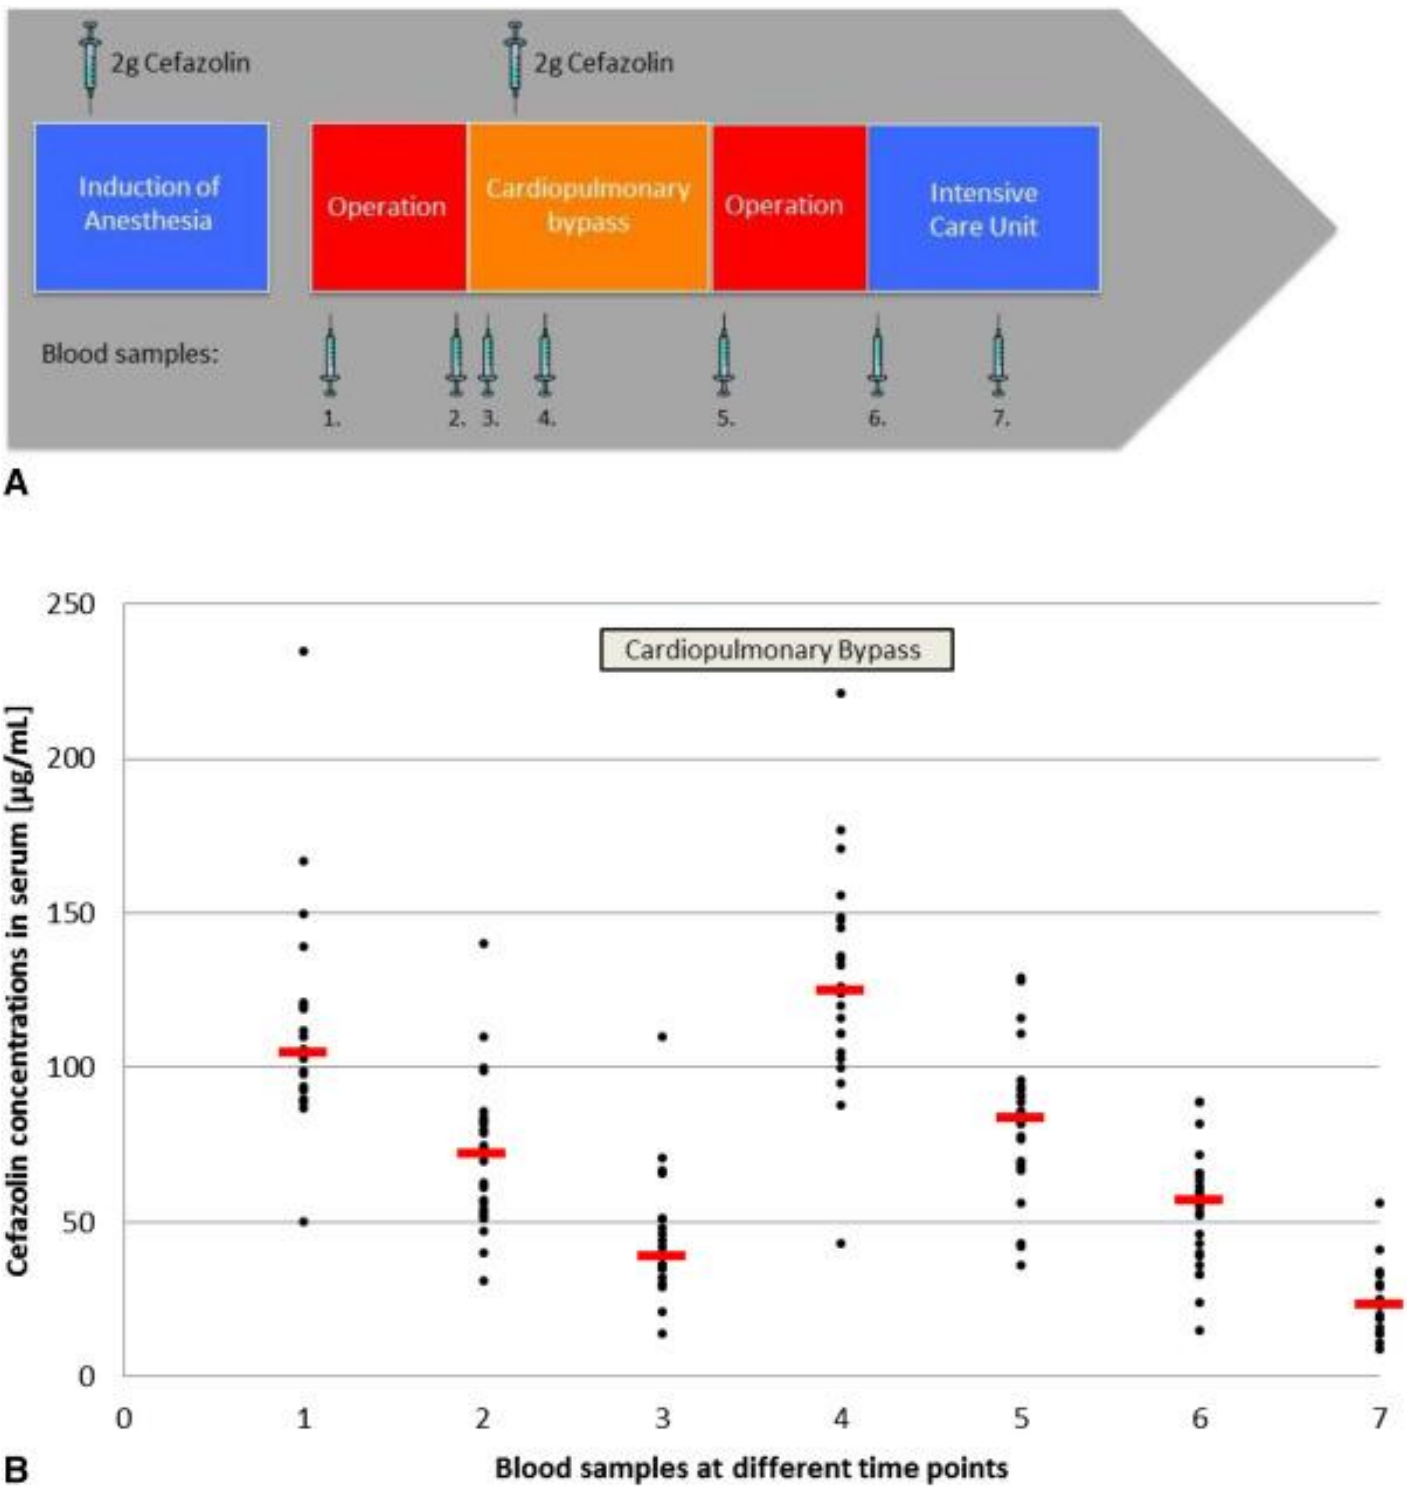 2g Cefazolin
2g Cefazolin
Induction of
Anesthesia
Operation
Cardiopulmonary
bypass
Operation
Intensive
Care Unit
Blood samples:
1.
2.
3.
4.
5.
6.
7.
A
250
200
150
100
50
0
Cardiopulmonary Bypass
Cefazolin concentrations in serum [µg/mL]
0
1
2
3
4
5
6
7
Blood samples at different time points
B